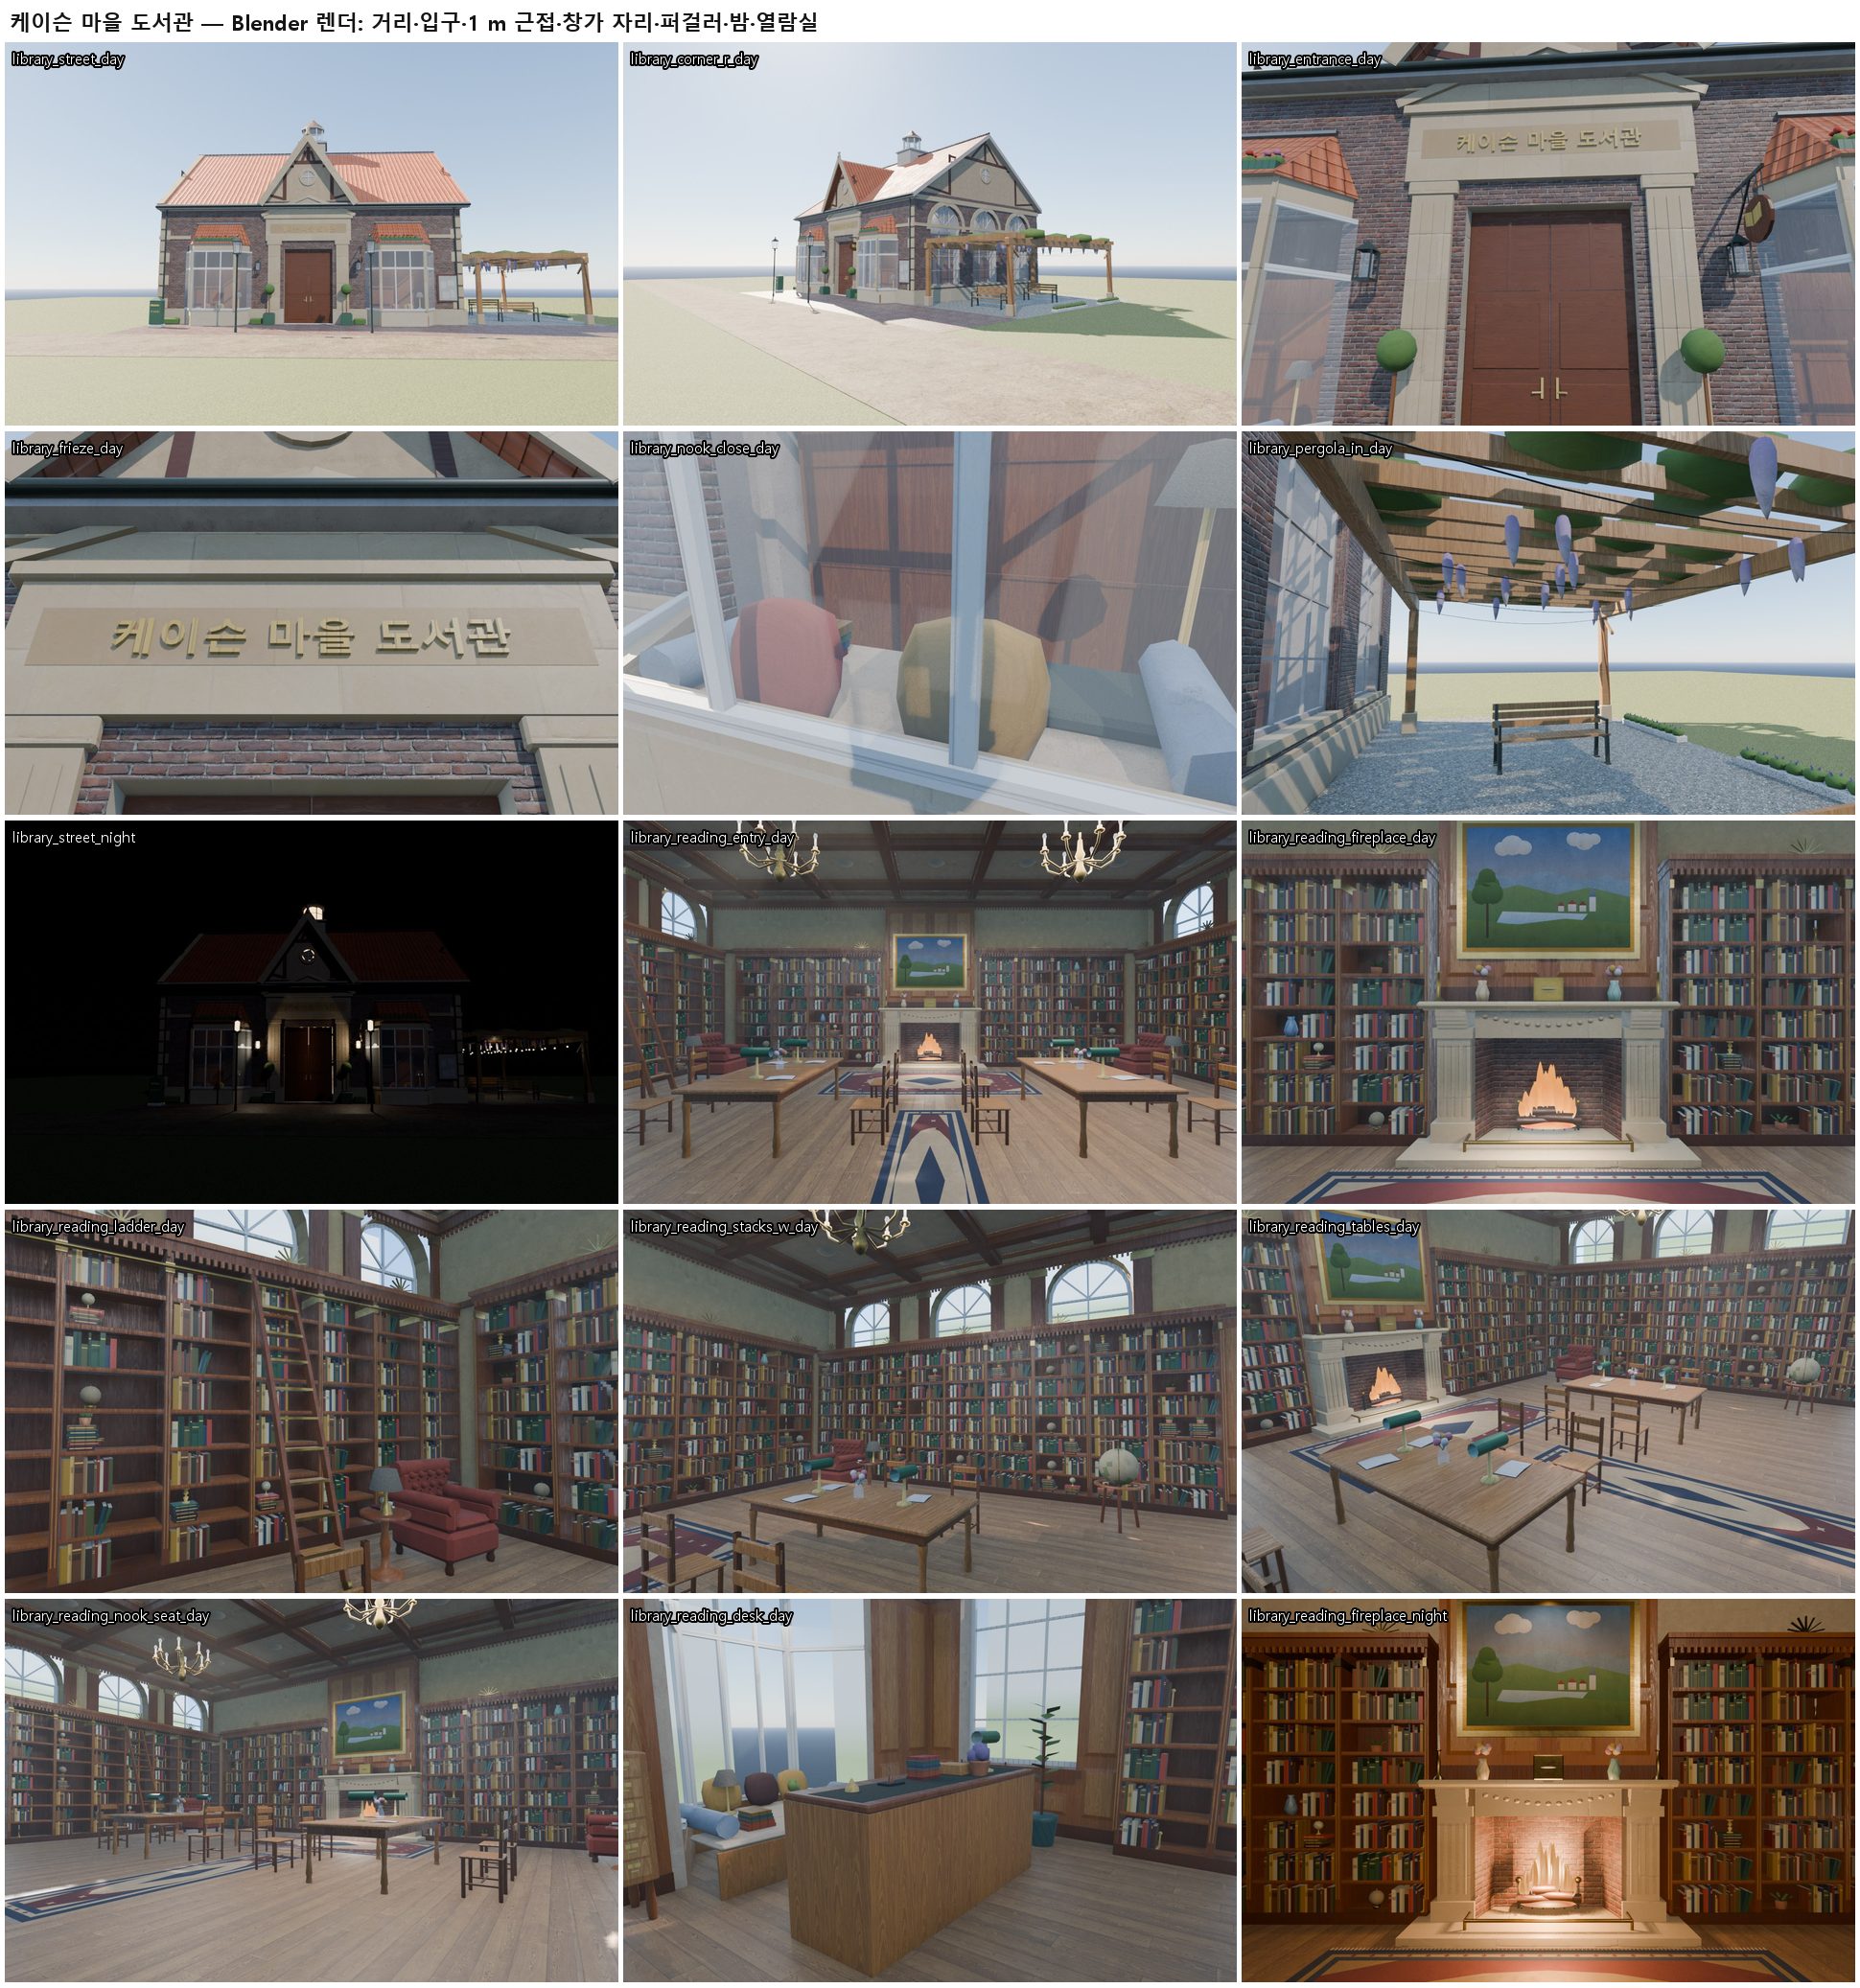 케이슨 마을 도서관 — Blender 렌더: 거리·입구·1 m 근접·창가 자리·퍼걸러·밤·열람실
library_street_day
library_corner_r_day
library_entrance_day
케이슨 마을 도서관
library_frieze_day
케이슨 마을 도서관
library_nook_close_day
library_pergola_in_day
library_street_night
library_reading_entry_day
library_reading_fireplace_day
library_reading_ladder_day
library_reading_stacks_w_day
library_reading_tables_day
library_reading_nook_seat_day
library_reading_desk_day
library_reading_fireplace_night